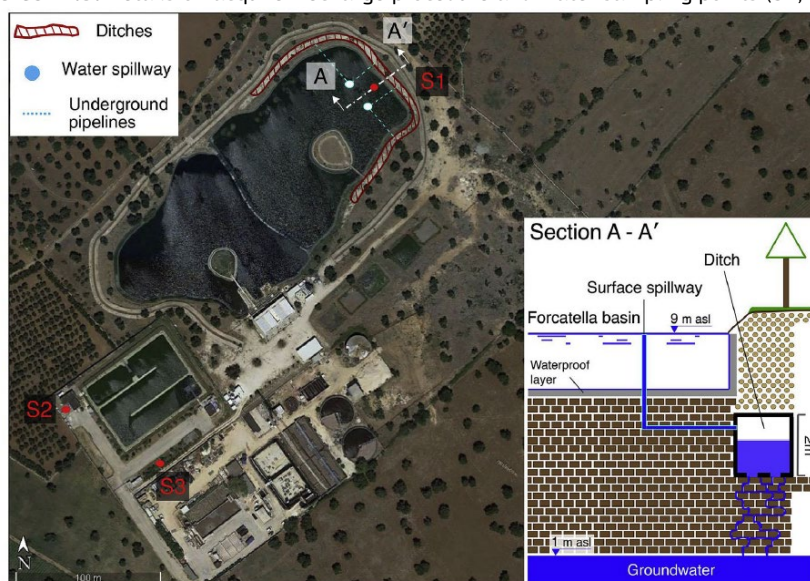 Ditches
Water spillway
Underground
pipelines
A
A′
S1
S2
S3
N
100 m
Section A - A′
Ditch
Surface spillway
Forcatella basin
9 m asl
Waterproof
layer
2m
1 m asl
Groundwater